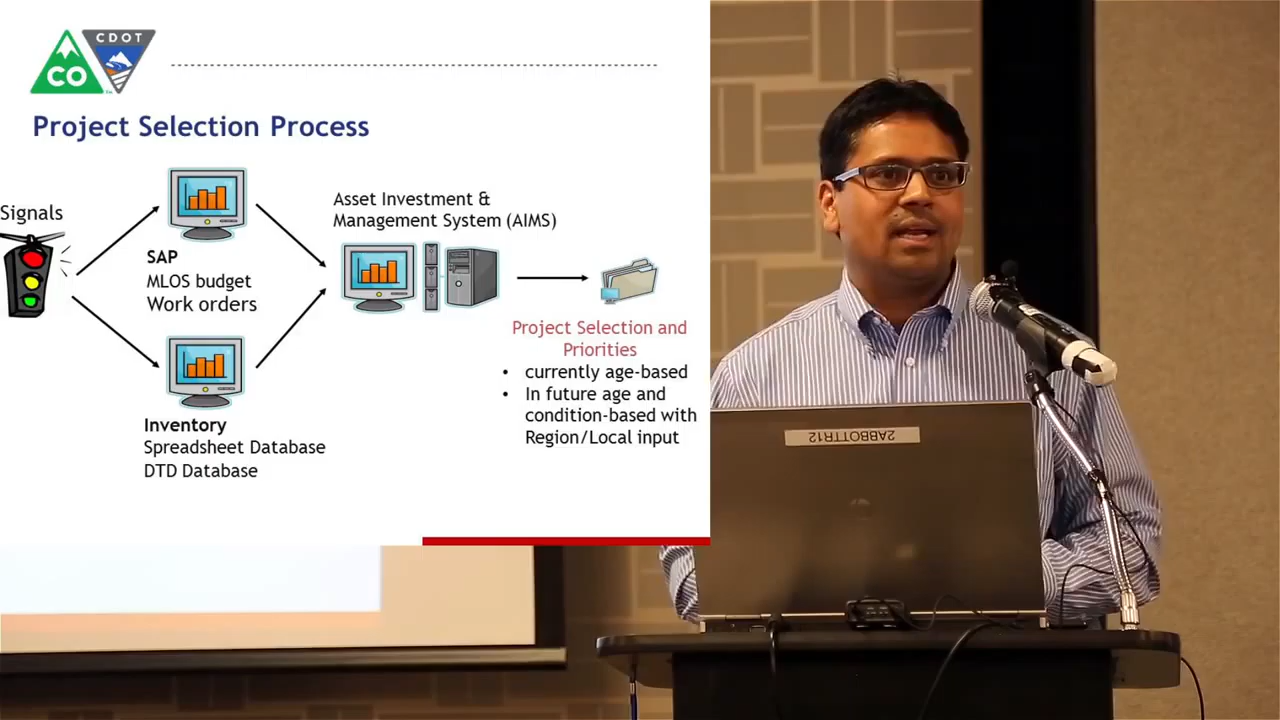 CDOT
CO
Project Selection Process
Signals
SAP
MLOS budget
Work orders
Inventory
Spreadsheet Database
DTD Database
Asset Investment &
Management System (AIMS)
Project Selection and
Priorities
• currently age-based
• In future age and
condition-based with
Region/Local input
2ABBOTTR12